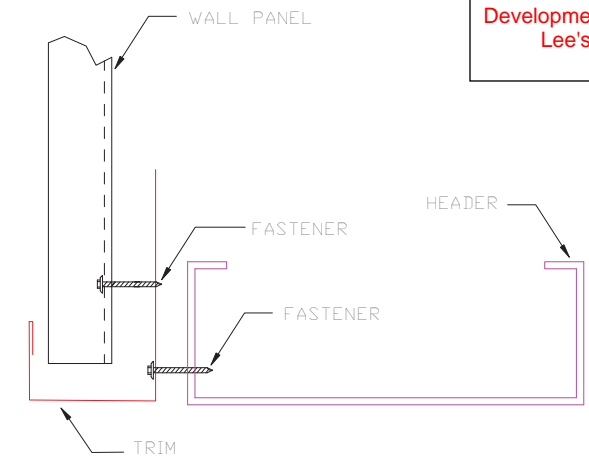 WALL PANEL
Developme
Lee's
HEADER
FASTENER
FASTENER
TRIM